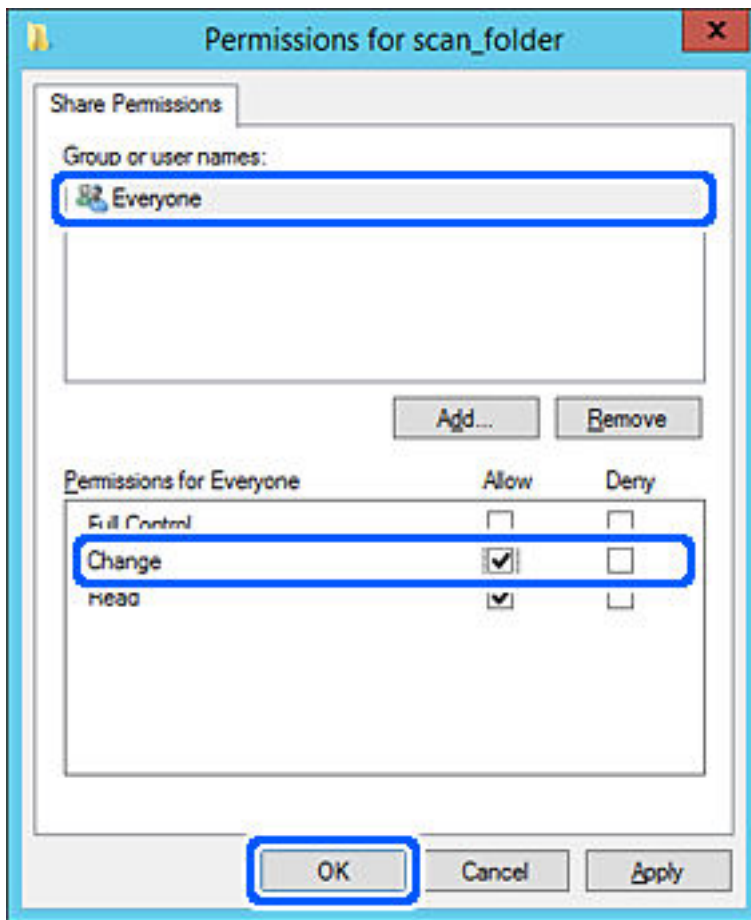 Permissions for scan_folder
Share Permissions
Group or user names:
Everyone
Add... Remove
Permissions for Everyone Allow Deny
Full Control
Change
Read
OK Cancel Apply